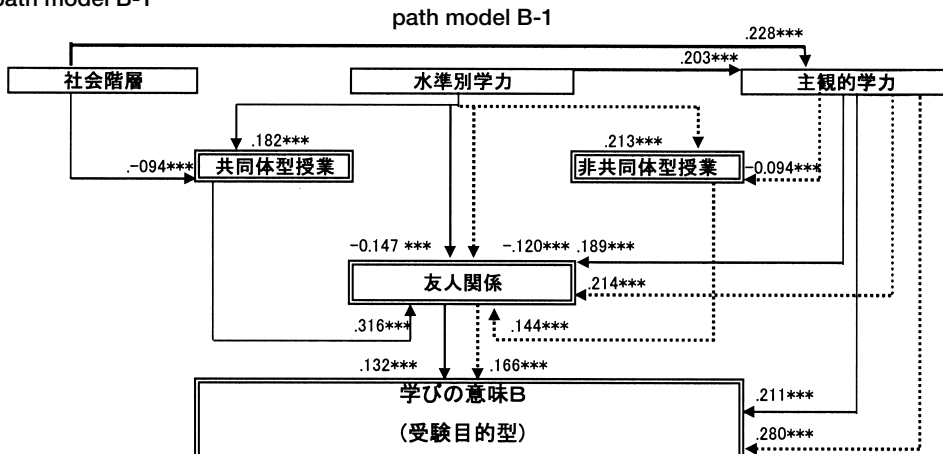 path model B-1
path model B-1
.228***
.203***
社会階層
水準別学力
主観的学力
.182***
.213***
.-094***
共同体型授業
非共同体型授業
-0.094***
-0.147 ***
-.120***
.189***
友人関係
.214***
.316***
.144***
.132***
.166***
学びの意味B
.211***
(受験目的型)
.280***